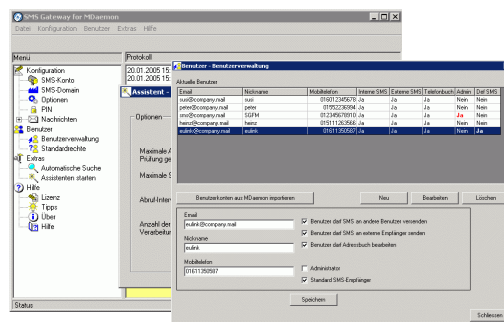 SMS Gateway for MDaemon
Datei Konfiguration Benutzer Extras Hilfe
Menü
Protokoll
Konfiguration
SMS-Konto
SMS-Domain
Optionen
PIN
Nachrichten
Benutzer
Benutzerverwaltung
Standardrechte
Extras
Automatische Suche
Assistenten starten
Hilfe
Lizenz
Tipps
Über
Hilfe
Status
20.01.2005 15:
20.01.2005 15:
Assistent -
Optionen
Maximale A
Prüfung ge
Maximale S
Abruf-Inter
Anzahl der
Verarbeitur
Benutzer - Benutzerverwaltung
Aktuelle Benutzer
Email Nickname Mobiltelefon Interne SMS Externe SMS Telefonbuch Admin Def SMS
susi@company.mail susi 016012345678 Ja Ja Ja Nein Nein
peter@company.mail peter 01552236994 Ja Ja Ja Nein Nein
sms@company.mail SGFM 012345678910 Ja Ja Ja Ja Nein
heinz@company.mail heinz 015111263566 Ja Ja Ja Nein Nein
eulink@company.mail eulink 01611350587 Ja Ja Ja Nein Ja
Benutzerkonten aus MDaemon importieren
Neu
Bearbeiten
Löschen
Email
eulink@company.mail
Nickname
eulink
Mobiltelefon
01611350587
Benutzer darf SMS an andere Benutzer versenden
Benutzer darf SMS an externe Empfänger senden
Benutzer darf Adressbuch bearbeiten
Administrator
Standard SMS-Empfänger
Speichern
Schliessen